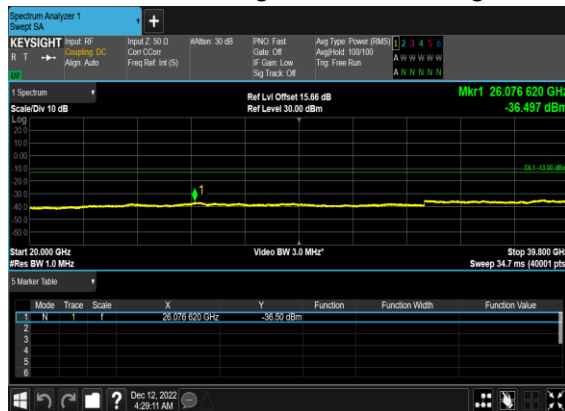 Spectrum Analyzer 1
Swept SA
KEYSIGHT Input: RF Input Z: 50 Ω #Atten: 30 dB PNO: Fast Avg Type: Power (RMS) 1 2 3 4 5 6
R T Coupling: DC Corr CCorr Gate: Off Avg|Hold: 100/100 A W W W W W
Align: Auto Freq Ref: Int (S) IF Gain: Low Trig: Free Run
LW Sig Track: Off A N N N N N
1 Spectrum Ref Lvl Offset 15.66 dB Mkr1 26.076 620 GHz
Scale/Div 10 dB Ref Level 30.00 dBm -36.497 dBm
Log
20.0
10.0
0.00
-10.0 DL1 -13.00 dBm
-20.0
-30.0 1
-40.0
-50.0
-60.0
Start 20.000 GHz Video BW 3.0 MHz* Stop 39.800 GHz
#Res BW 1.0 MHz Sweep 34.7 ms (40001 pts
5 Marker Table
Mode Trace Scale X Y Function Function Width Function Value
1 N 1 f 26.076 620 GHz -36.50 dBm
2
3
4
5
6
? Dec 12, 2022
4:29:11 AM